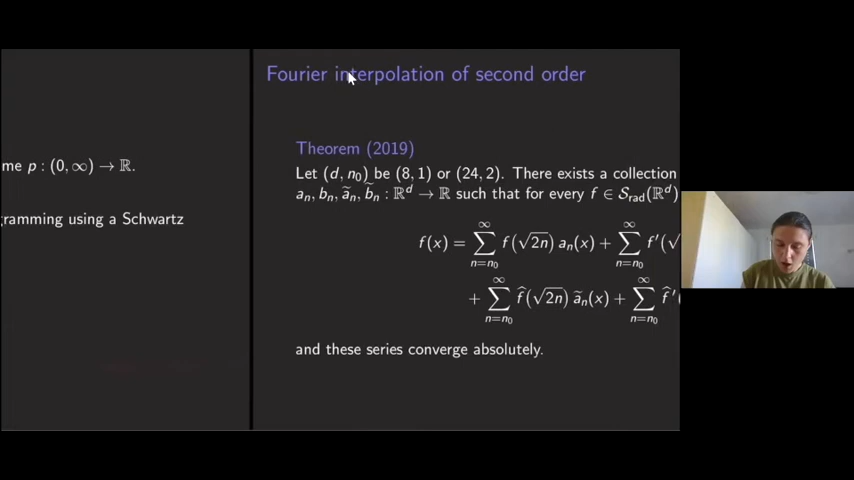 me p : (0, ∞) → ℝ.
gramming using a Schwartz
Fourier interpolation of second order
Theorem (2019)
Let (d, n₀) be (8, 1) or (24, 2). There exists a collection
aₙ, bₙ, ãₙ, b̃ₙ : ℝᵈ → ℝ such that for every f ∈ 𝒮rad(ℝᵈ)
f(x) = ∑_{n=n₀}^{∞} f(√2n) aₙ(x) + ∑_{n=n₀}^{∞} f′(√
+ ∑_{n=n₀}^{∞} f̂(√2n) ãₙ(x) + ∑_{n=n₀}^{∞} f̂′(
and these series converge absolutely.